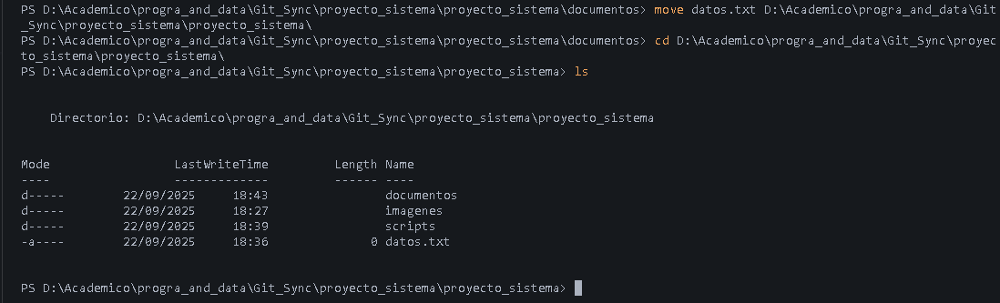 PS D:\Academico\progra_and_data\Git_Sync\proyecto_sistema\proyecto_sistema\documentos> move datos.txt D:\Academico\progra_and_data\Git
_Sync\proyecto_sistema\proyecto_sistema\
PS D:\Academico\progra_and_data\Git_Sync\proyecto_sistema\proyecto_sistema\documentos> cd D:\Academico\progra_and_data\Git_Sync\proyec
to_sistema\proyecto_sistema\
PS D:\Academico\progra_and_data\Git_Sync\proyecto_sistema\proyecto_sistema> ls
Directorio: D:\Academico\progra_and_data\Git_Sync\proyecto_sistema\proyecto_sistema
Mode LastWriteTime Length Name
---- ------------- ------ ----
d----- 22/09/2025 18:43 documentos
d----- 22/09/2025 18:27 imagenes
d----- 22/09/2025 18:39 scripts
-a---- 22/09/2025 18:36 0 datos.txt
PS D:\Academico\progra_and_data\Git_Sync\proyecto_sistema\proyecto_sistema>